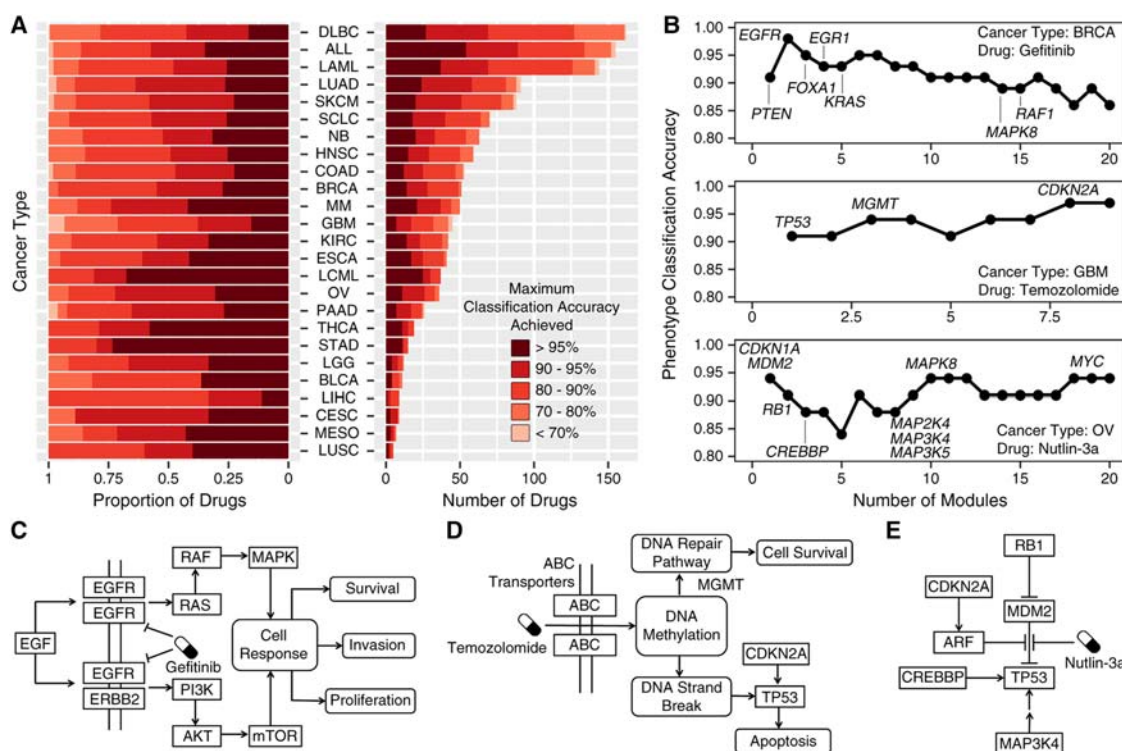 A
Cancer Type
DLBC
ALL
LAML
LUAD
SKCM
SCLC
NB
HNSC
COAD
BRCA
MM
GBM
KIRC
ESCA
LCML
OV
PAAD
THCA
STAD
LGG
BLCA
LIHC
CESC
MESO
LUSC
1 0.75 0.5 0.25 0
Proportion of Drugs
0 50 100 150
Number of Drugs
Maximum
Classification Accuracy
Achieved
> 95%
90 - 95%
80 - 90%
70 - 80%
< 70%
B
Phenotype Classification Accuracy
1.00
0.95
0.90
0.85
0.80
EGFR
EGR1
FOXA1
KRAS
PTEN
RAF1
MAPK8
Cancer Type: BRCA
Drug: Gefitinib
0 5 10 15 20
1.00
0.95
0.90
0.85
0.80
TP53
MGMT
CDKN2A
Cancer Type: GBM
Drug: Temozolomide
0 2.5 5 7.5
1.00
0.95
0.90
0.85
0.80
CDKN1A
MDM2
RB1
CREBBP
MAPK8
MAP2K4
MAP3K4
MAP3K5
MYC
Cancer Type: OV
Drug: Nutlin-3a
0 5 10 15 20
Number of Modules
C
EGF
EGFR
EGFR
EGFR
ERBB2
RAF
MAPK
RAS
Gefitinib
PI3K
AKT
mTOR
Cell
Response
Survival
Invasion
Proliferation
D
ABC
Transporters
ABC
ABC
Temozolomide
DNA Repair
Pathway
Cell Survival
MGMT
DNA
Methylation
DNA Strand
Break
CDKN2A
TP53
Apoptosis
E
RB1
CDKN2A
MDM2
ARF
Nutlin-3a
CREBBP
TP53
MAP3K4